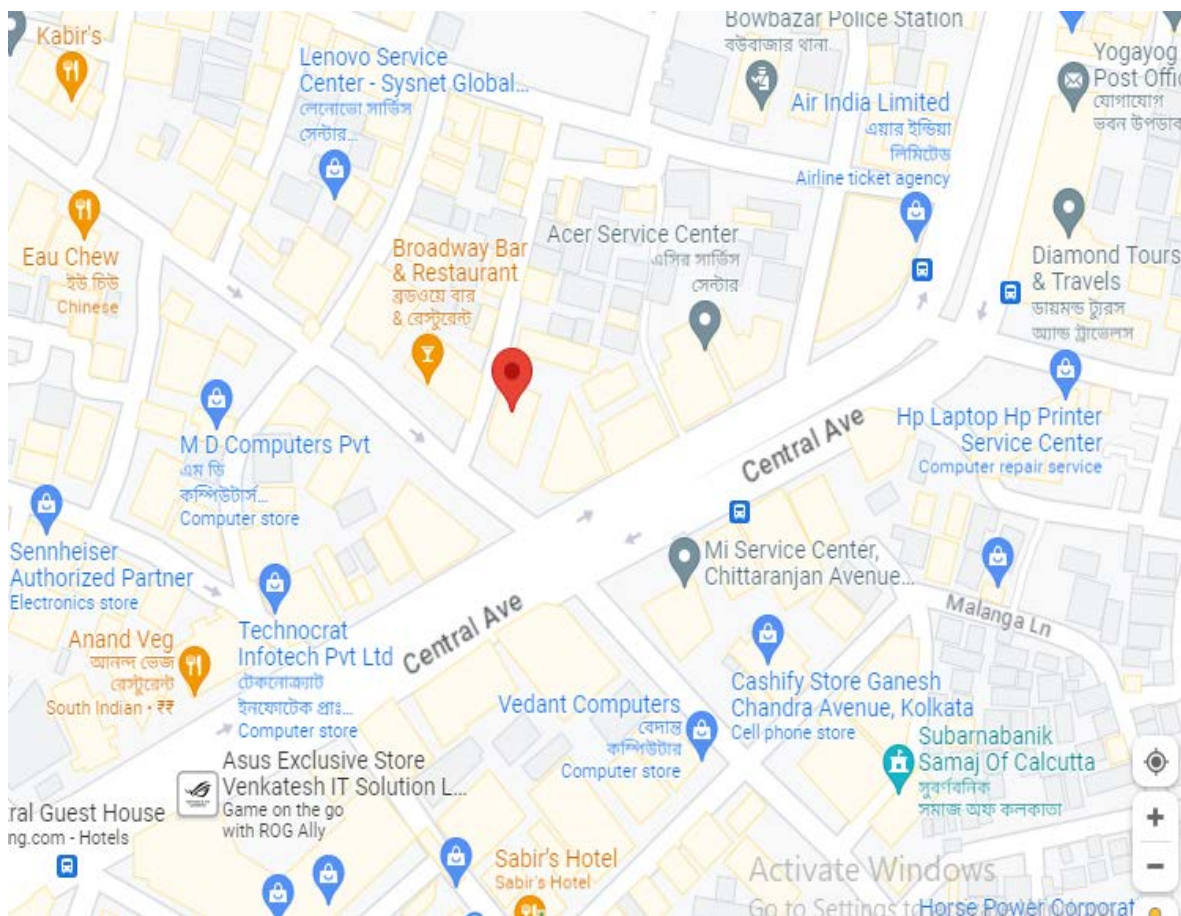 Kabir's
Lenovo Service
Center - Sysnet Global...
লেনোভো সার্ভিস
সেন্টার...
Bowbazar Police Station
বউবাজার থানা
Air India Limited
এয়ার ইন্ডিয়া
লিমিটেড
Airline ticket agency
Yogayog
Post Offic
যোগাযোগ
ভবন উপডাক
Eau Chew
ইউ চিউ
Chinese
Broadway Bar
& Restaurant
ব্রডওয়ে বার
& রেস্টুরেন্ট
Acer Service Center
এসির সার্ভিস
সেন্টার
Diamond Tours
& Travels
ডায়মন্ড ট্যুরস
অ্যান্ড ট্রাভেলস
M D Computers Pvt
এম ডি
কম্পিউটার্স...
Computer store
Central Ave
Hp Laptop Hp Printer
Service Center
Computer repair service
Sennheiser
Authorized Partner
Electronics store
Mi Service Center,
Chittaranjan Avenue...
Malanga Ln
Anand Veg
আনন্দ ভেজ
রেস্টুরেন্ট
South Indian • ₹₹
Technocrat
Infotech Pvt Ltd
টেকনোক্র্যাট
ইনফোটেক প্রাঃ...
Computer store
Central Ave
Vedant Computers
বেদান্ত
কম্পিউটার
Computer store
Cashify Store Ganesh
Chandra Avenue, Kolkata
Cell phone store
Subarnabanik
Samaj Of Calcutta
সুবর্ণবনিক
সমাজ অফ কলকাতা
Asus Exclusive Store
Venkatesh IT Solution L...
Game on the go
with ROG Ally
ral Guest House
ng.com - Hotels
Sabir's Hotel
Sabir's Hotel
Activate Windows
Go to Settings to
Horse Power Corporat